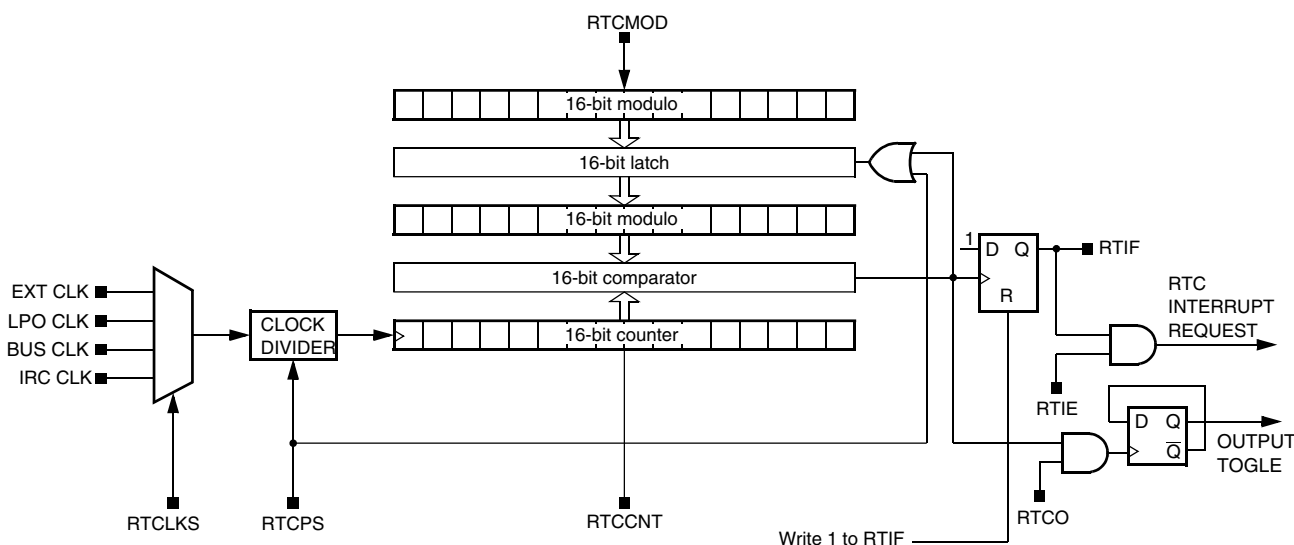 RTCMOD
16-bit modulo
16-bit latch
16-bit modulo
16-bit comparator
16-bit counter
EXT CLK
LPO CLK
BUS CLK
IRC CLK
CLOCK
DIVIDER
1
D Q
R
RTIF
RTC
INTERRUPT
REQUEST
RTIE
D Q
Q̅
OUTPUT
TOGLE
RTCLKS
RTCPS
RTCCNT
RTCO
Write 1 to RTIF